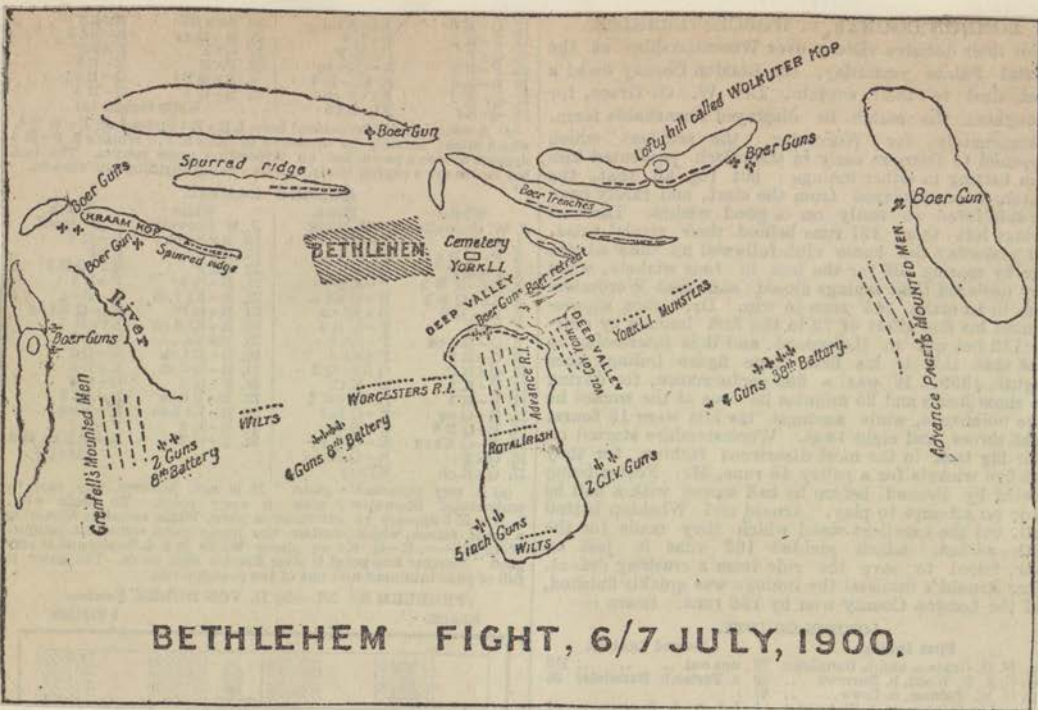 Boer Gun
Lofty hill called WOLKUTER KOP
Boer Guns
Spurred ridge
Boer Trenches
Boer Gun
Boer Guns
KRAAM KOP
Boer Gun
Spurred ridge
BETHLEHEM
Cemetery
YORK L.I.
River
DEEP VALLEY
Boer Guns
Boer retreat
DEEP VALLEY
YORK L.I.
MUNSTERS
Boer Guns
Advance PAGETS MOUNTED MEN.
4 Guns 38th Battery
Advance R.I.
WORCESTERS R.I.
WILTS
ROYAL IRISH
Grenfell's Mounted Men
2 Guns
8th Battery
4 Guns 8th Battery
2 C.I.V. Guns
5 inch Guns
WILTS
BETHLEHEM FIGHT, 6/7 JULY, 1900.